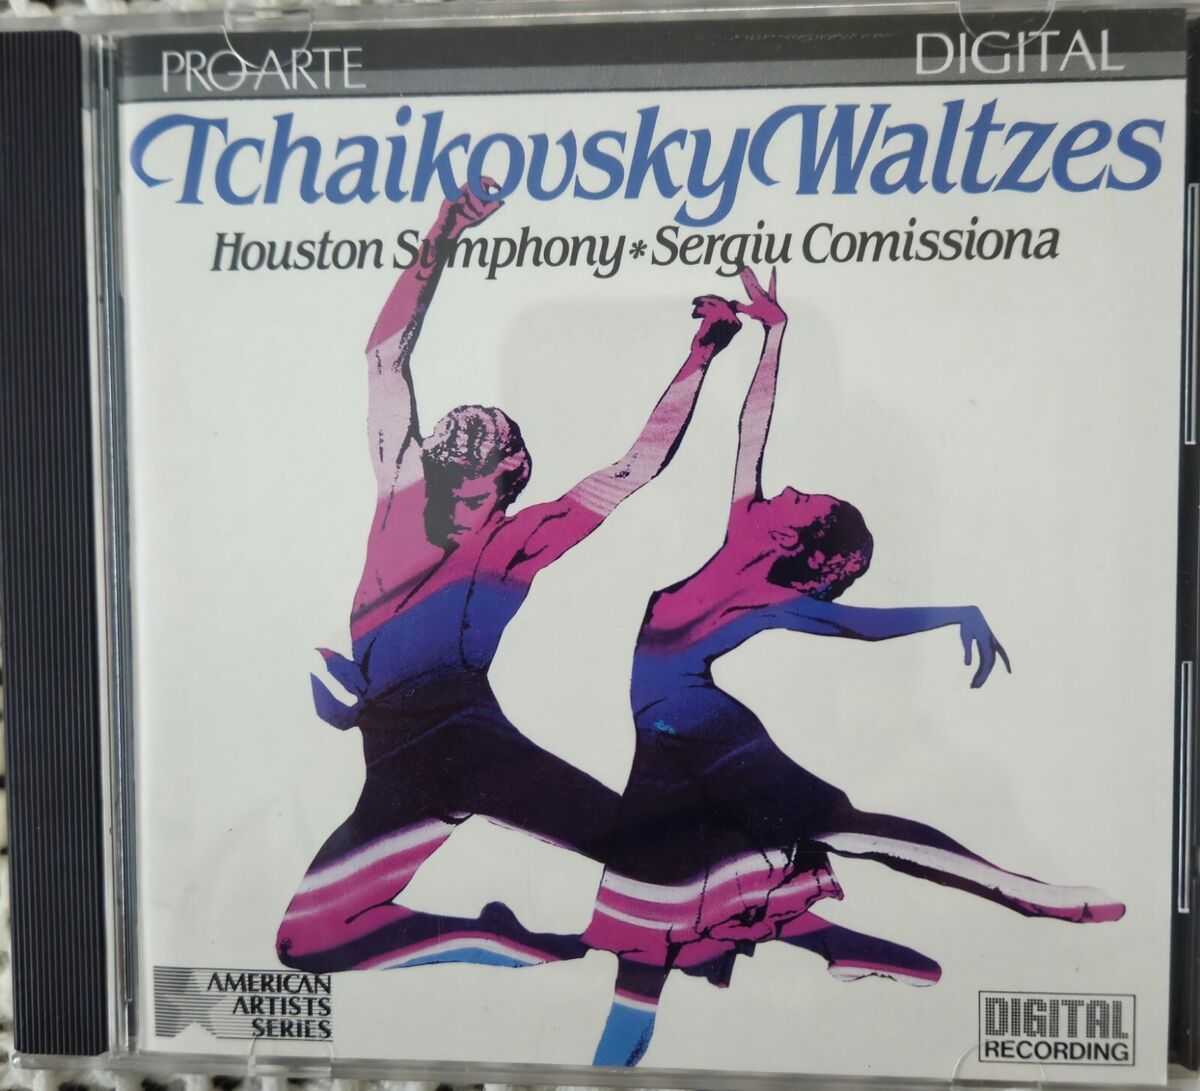 PRO ARTE
DIGITAL
Tchaikovsky Waltzes
Houston Symphony*Sergiu Comissiona
AMERICAN
ARTISTS
SERIES
DIGITAL
RECORDING